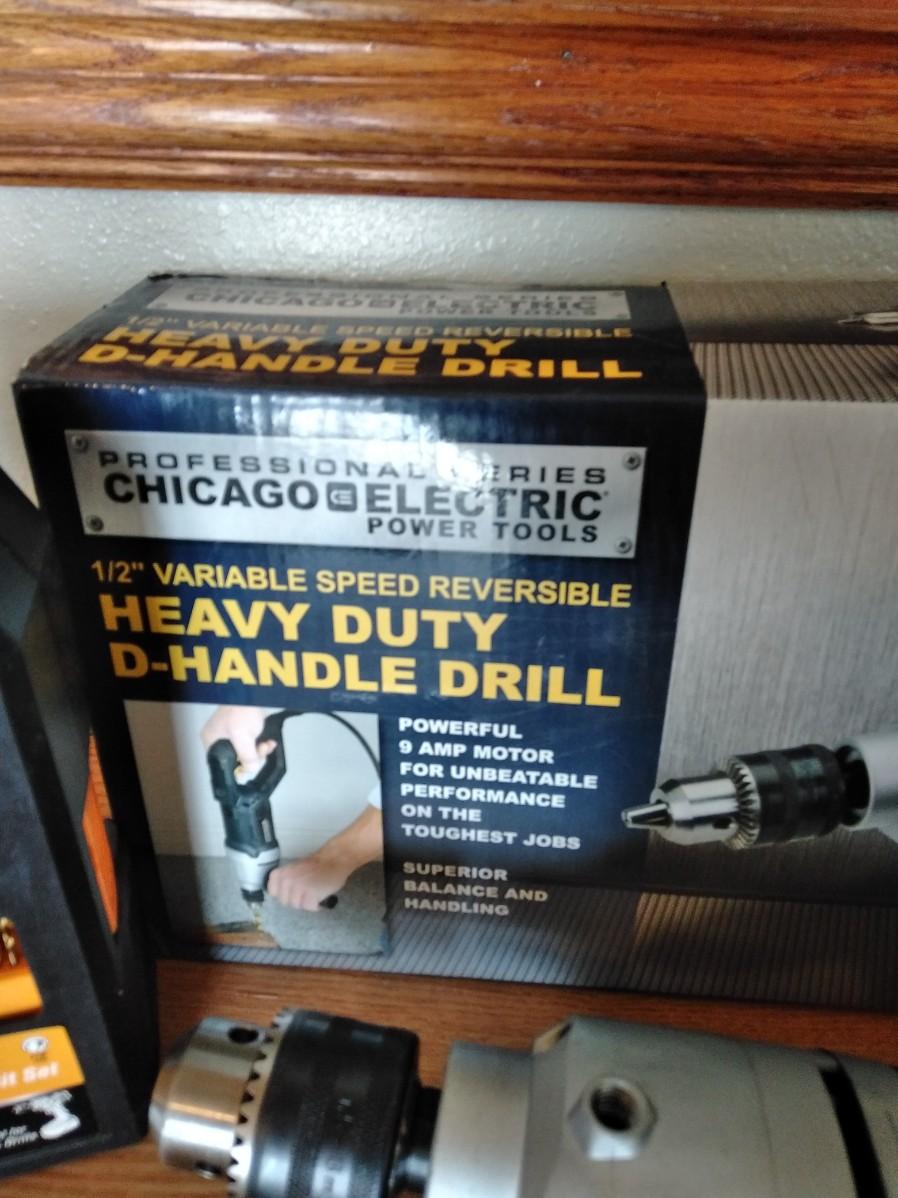 CHICAGO ELECTRIC
POWER TOOLS
1/2" VARIABLE SPEED REVERSIBLE
HEAVY DUTY
D-HANDLE DRILL
PROFESSIONAL SERIES
CHICAGO CE ELECTRIC
POWER TOOLS
1/2" VARIABLE SPEED REVERSIBLE
HEAVY DUTY
D-HANDLE DRILL
POWERFUL
9 AMP MOTOR
FOR UNBEATABLE
PERFORMANCE
ON THE
TOUGHEST JOBS
SUPERIOR
BALANCE AND
HANDLING
Set
for